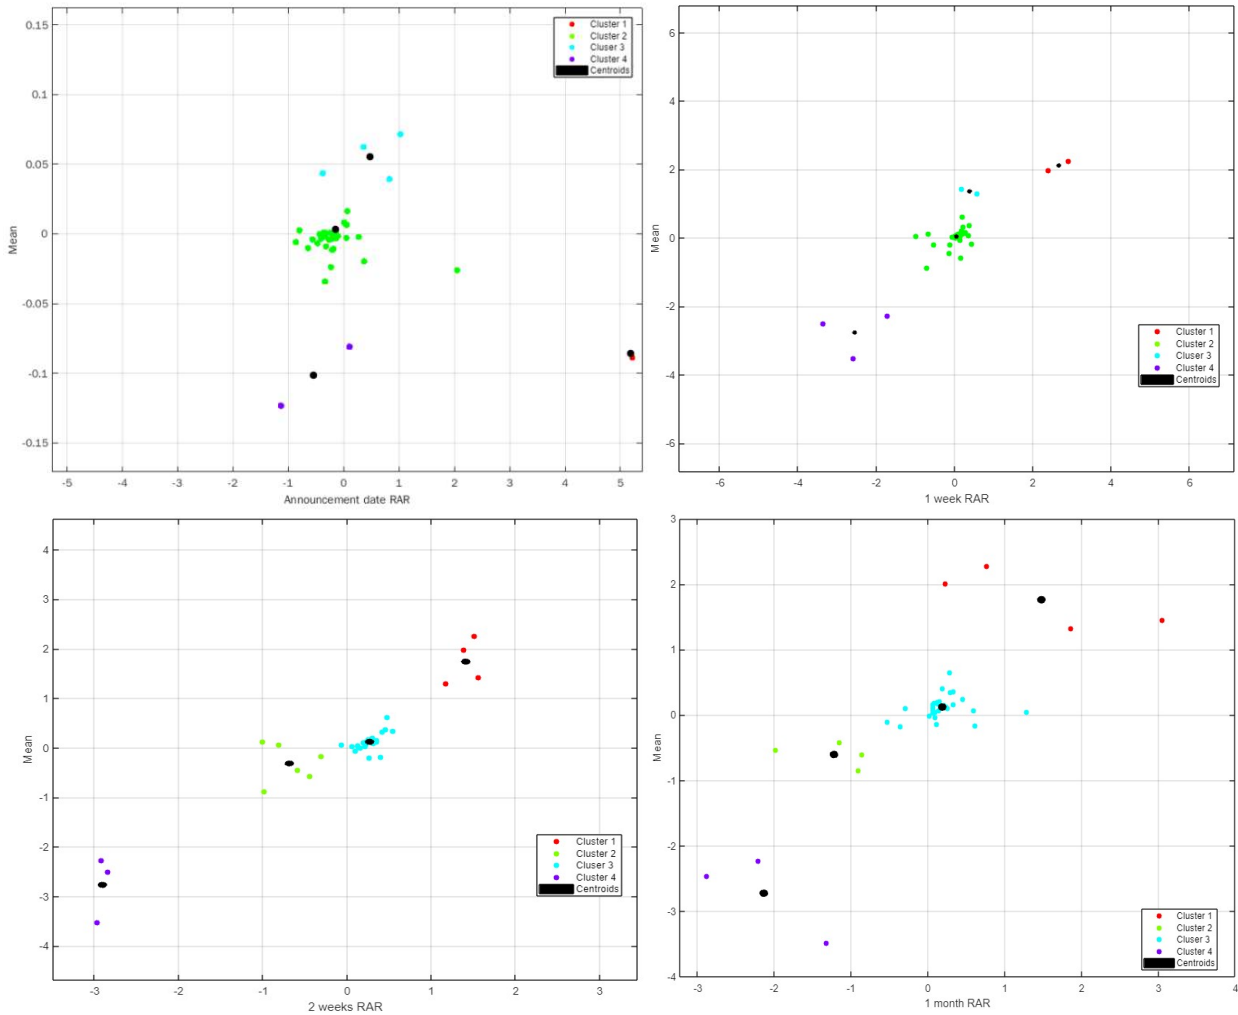 0.15
0.1
0.05
0
-0.05
-0.1
-0.15
Mean
-5 -4 -3 -2 -1 0 1 2 3 4 5
Announcement date RAR
Cluster 1
Cluster 2
Cluser 3
Cluster 4
Centroids
6
4
2
0
-2
-4
-6
Mean
-6 -4 -2 0 2 4 6
1 week RAR
Cluster 1
Cluster 2
Cluser 3
Cluster 4
Centroids
4
3
2
1
0
-1
-2
-3
-4
Mean
-3 -2 -1 0 1 2 3
2 weeks RAR
Cluster 1
Cluster 2
Cluser 3
Cluster 4
Centroids
3
2
1
0
-1
-2
-3
-4
Mean
-3 -2 -1 0 1 2 3 4
1 month RAR
Cluster 1
Cluster 2
Cluser 3
Cluster 4
Centroids